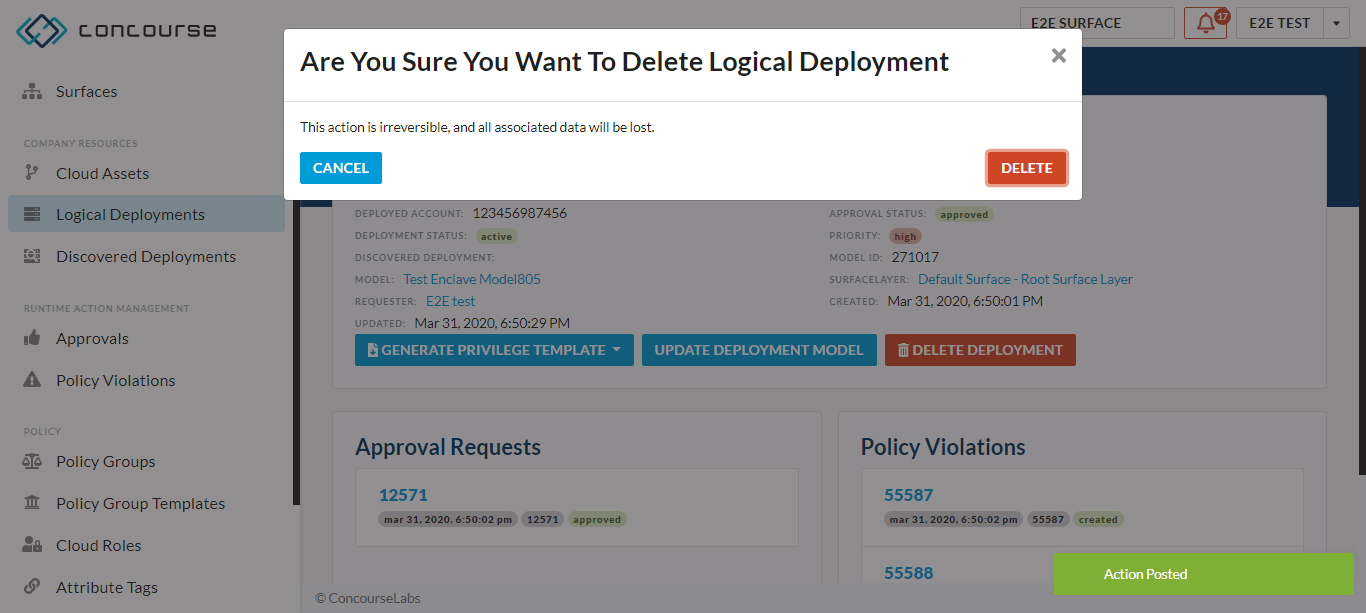 concourse
E2E SURFACE
17
E2E TEST
Are You Sure You Want To Delete Logical Deployment
×
This action is irreversible, and all associated data will be lost.
CANCEL
DELETE
Surfaces
COMPANY RESOURCES
Cloud Assets
Logical Deployments
Discovered Deployments
RUNTIME ACTION MANAGEMENT
Approvals
Policy Violations
POLICY
Policy Groups
Policy Group Templates
Cloud Roles
Attribute Tags
DEPLOYED ACCOUNT: 123456987456
APPROVAL STATUS: approved
DEPLOYMENT STATUS: active
PRIORITY: high
DISCOVERED DEPLOYMENT:
MODEL ID: 271017
MODEL: Test Enclave Model805
SURFACELAYER: Default Surface - Root Surface Layer
REQUESTER: E2E test
CREATED: Mar 31, 2020, 6:50:01 PM
UPDATED: Mar 31, 2020, 6:50:29 PM
GENERATE PRIVILEGE TEMPLATE
UPDATE DEPLOYMENT MODEL
DELETE DEPLOYMENT
Approval Requests
12571
mar 31, 2020, 6:50:02 pm 12571 approved
Policy Violations
55587
mar 31, 2020, 6:50:02 pm 55587 created
55588
Action Posted
© ConcourseLabs